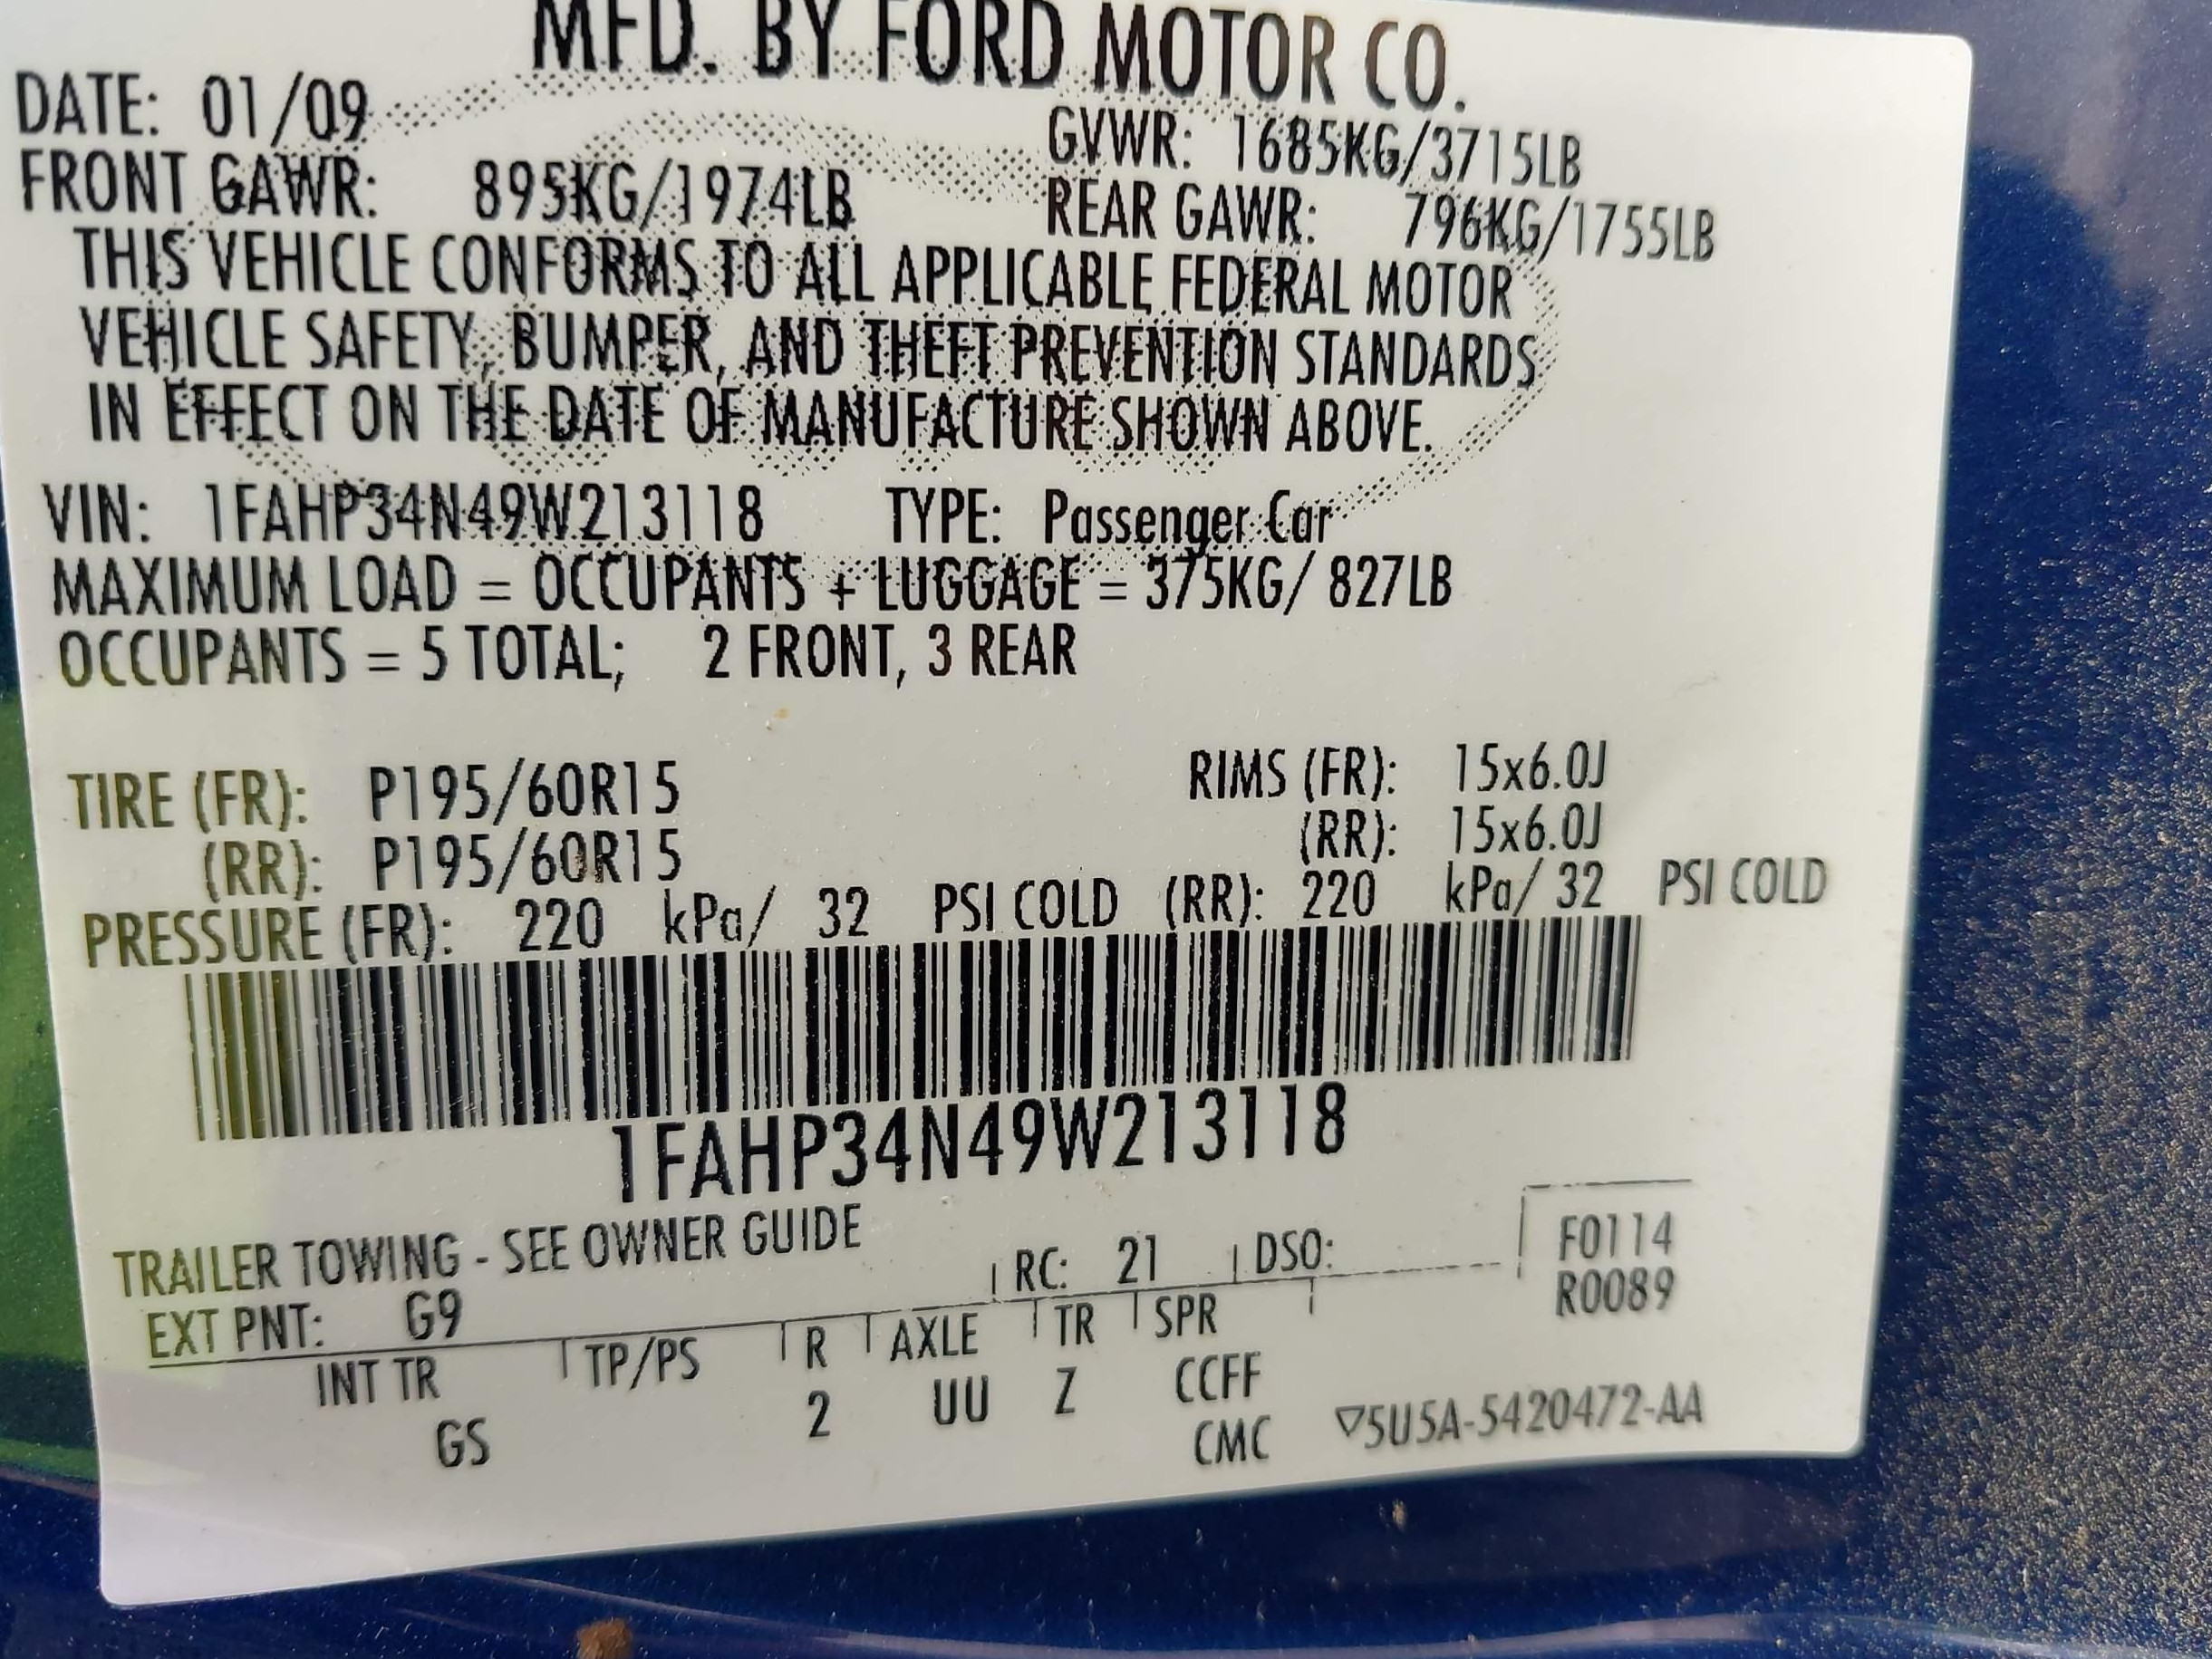 MFD. BY FORD MOTOR CO.
DATE: 01/09 GVWR: 1685KG/3715LB
FRONT GAWR: 895KG/1974LB REAR GAWR: 796KG/1755LB
THIS VEHICLE CONFORMS TO ALL APPLICABLE FEDERAL MOTOR
VEHICLE SAFETY, BUMPER, AND THEFT PREVENTION STANDARDS
IN EFFECT ON THE DATE OF MANUFACTURE SHOWN ABOVE.
VIN: 1FAHP34N49W213118 TYPE: Passenger Car
MAXIMUM LOAD = OCCUPANTS + LUGGAGE = 375KG/ 827LB
OCCUPANTS = 5 TOTAL; 2 FRONT, 3 REAR
TIRE (FR): P195/60R15 RIMS (FR): 15x6.0J
(RR): P195/60R15 (RR): 15x6.0J
PRESSURE (FR): 220 kPa/ 32 PSI COLD (RR): 220 kPa/ 32 PSI COLD
1FAHP34N49W213118
TRAILER TOWING - SEE OWNER GUIDE
EXT PNT: G9 RC: 21 DSO: F0114
R0089
INT TR TP/PS R AXLE TR SPR
GS 2 UU Z CCFF
CMC ▽5U5A-5420472-AA